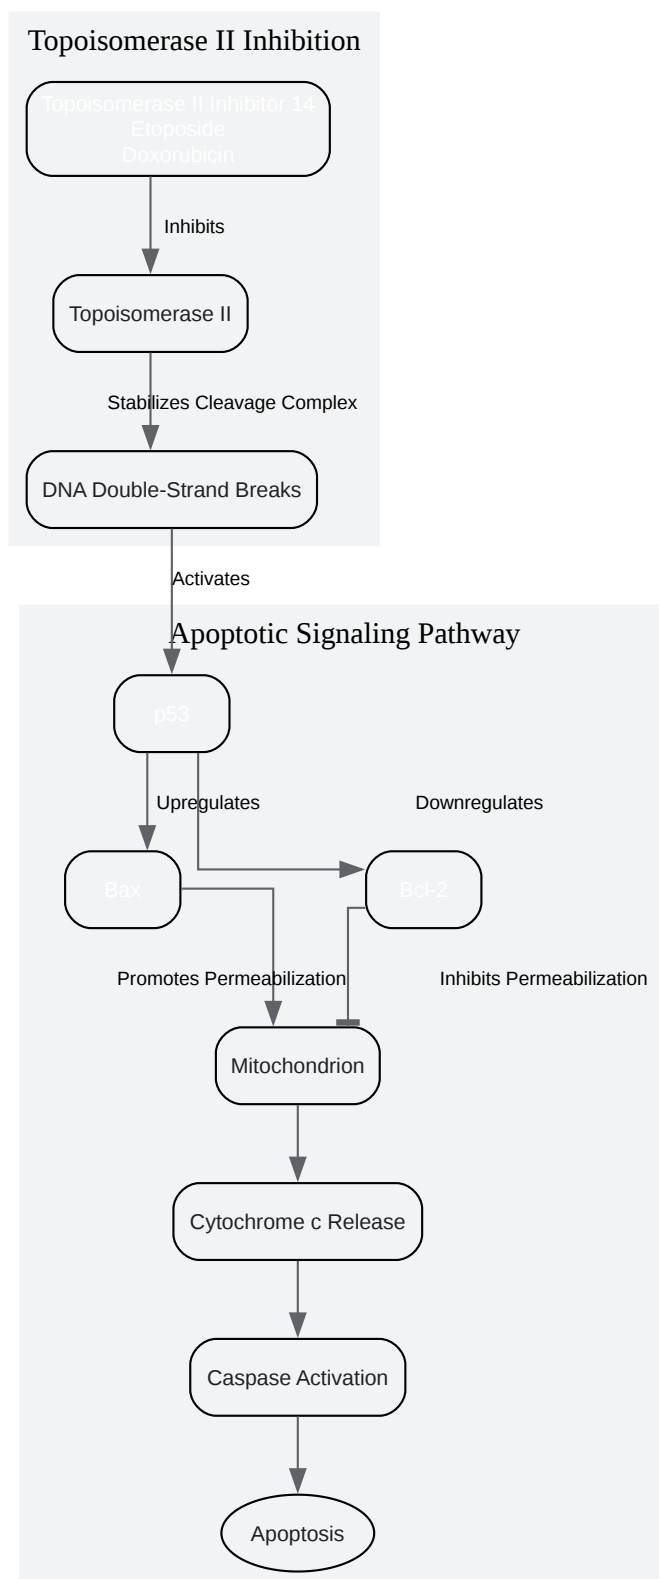 Topoisomerase II Inhibition
Topoisomerase II Inhibitor 14
Etoposide
Doxorubicin
Inhibits
Topoisomerase II
Stabilizes Cleavage Complex
DNA Double-Strand Breaks
Activates
Apoptotic Signaling Pathway
p53
Upregulates
Downregulates
Bax
Bcl-2
Promotes Permeabilization
Inhibits Permeabilization
Mitochondrion
Cytochrome c Release
Caspase Activation
Apoptosis